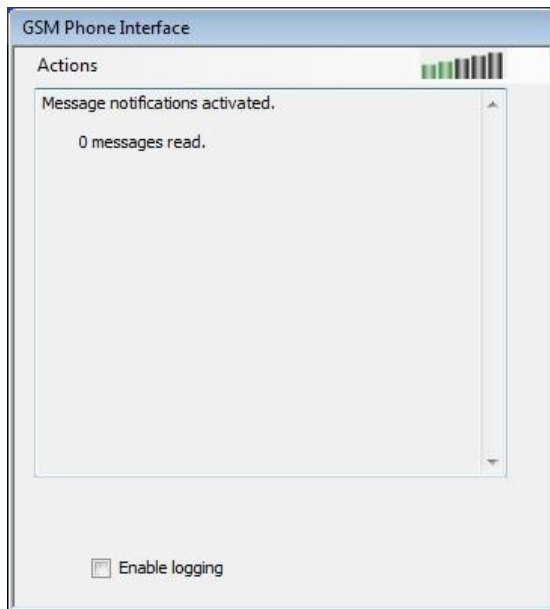 GSM Phone Interface
Actions
Message notifications activated.
0 messages read.
Enable logging